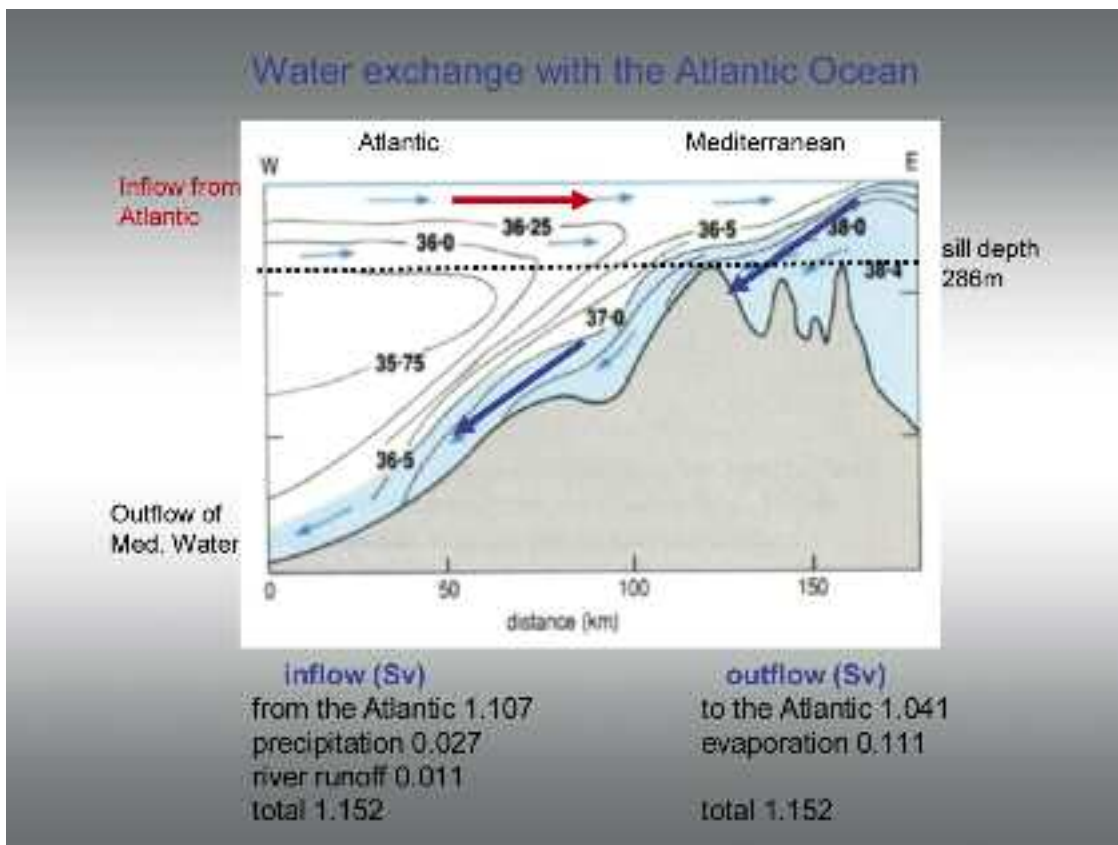 Water exchange with the Atlantic Ocean
Atlantic
Mediterranean
W
E
Inflow from
Atlantic
36·25
36·0
36·5
38·0
38·4
sill depth
286m
37·0
35·75
36·5
Outflow of
Med. Water
0
50
100
150
distance (km)
inflow (Sv)
from the Atlantic 1.107
precipitation 0.027
river runoff 0.011
total 1.152
outflow (Sv)
to the Atlantic 1.041
evaporation 0.111
total 1.152